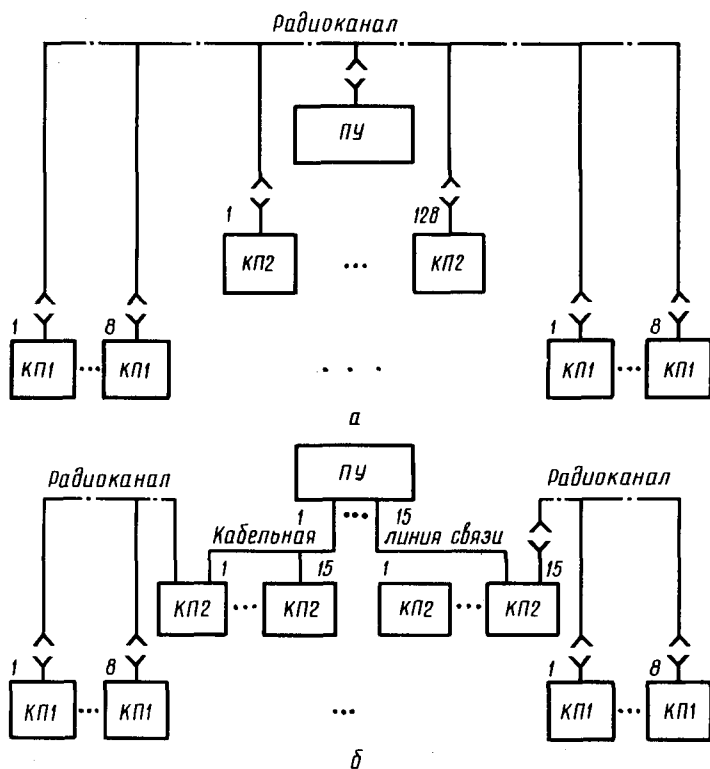 Радиоканал
ПУ
1 128
КП2 ... КП2
1 8 1 8
КП1 ... КП1 КП1 ... КП1
. . .
а
ПУ
Радиоканал Радиоканал
1 ... 15
Кабельная линия связи
1 15 1 15
КП2 ... КП2 КП2 ... КП2
1 8 1 8
КП1 ... КП1 ... КП1 ... КП1
б